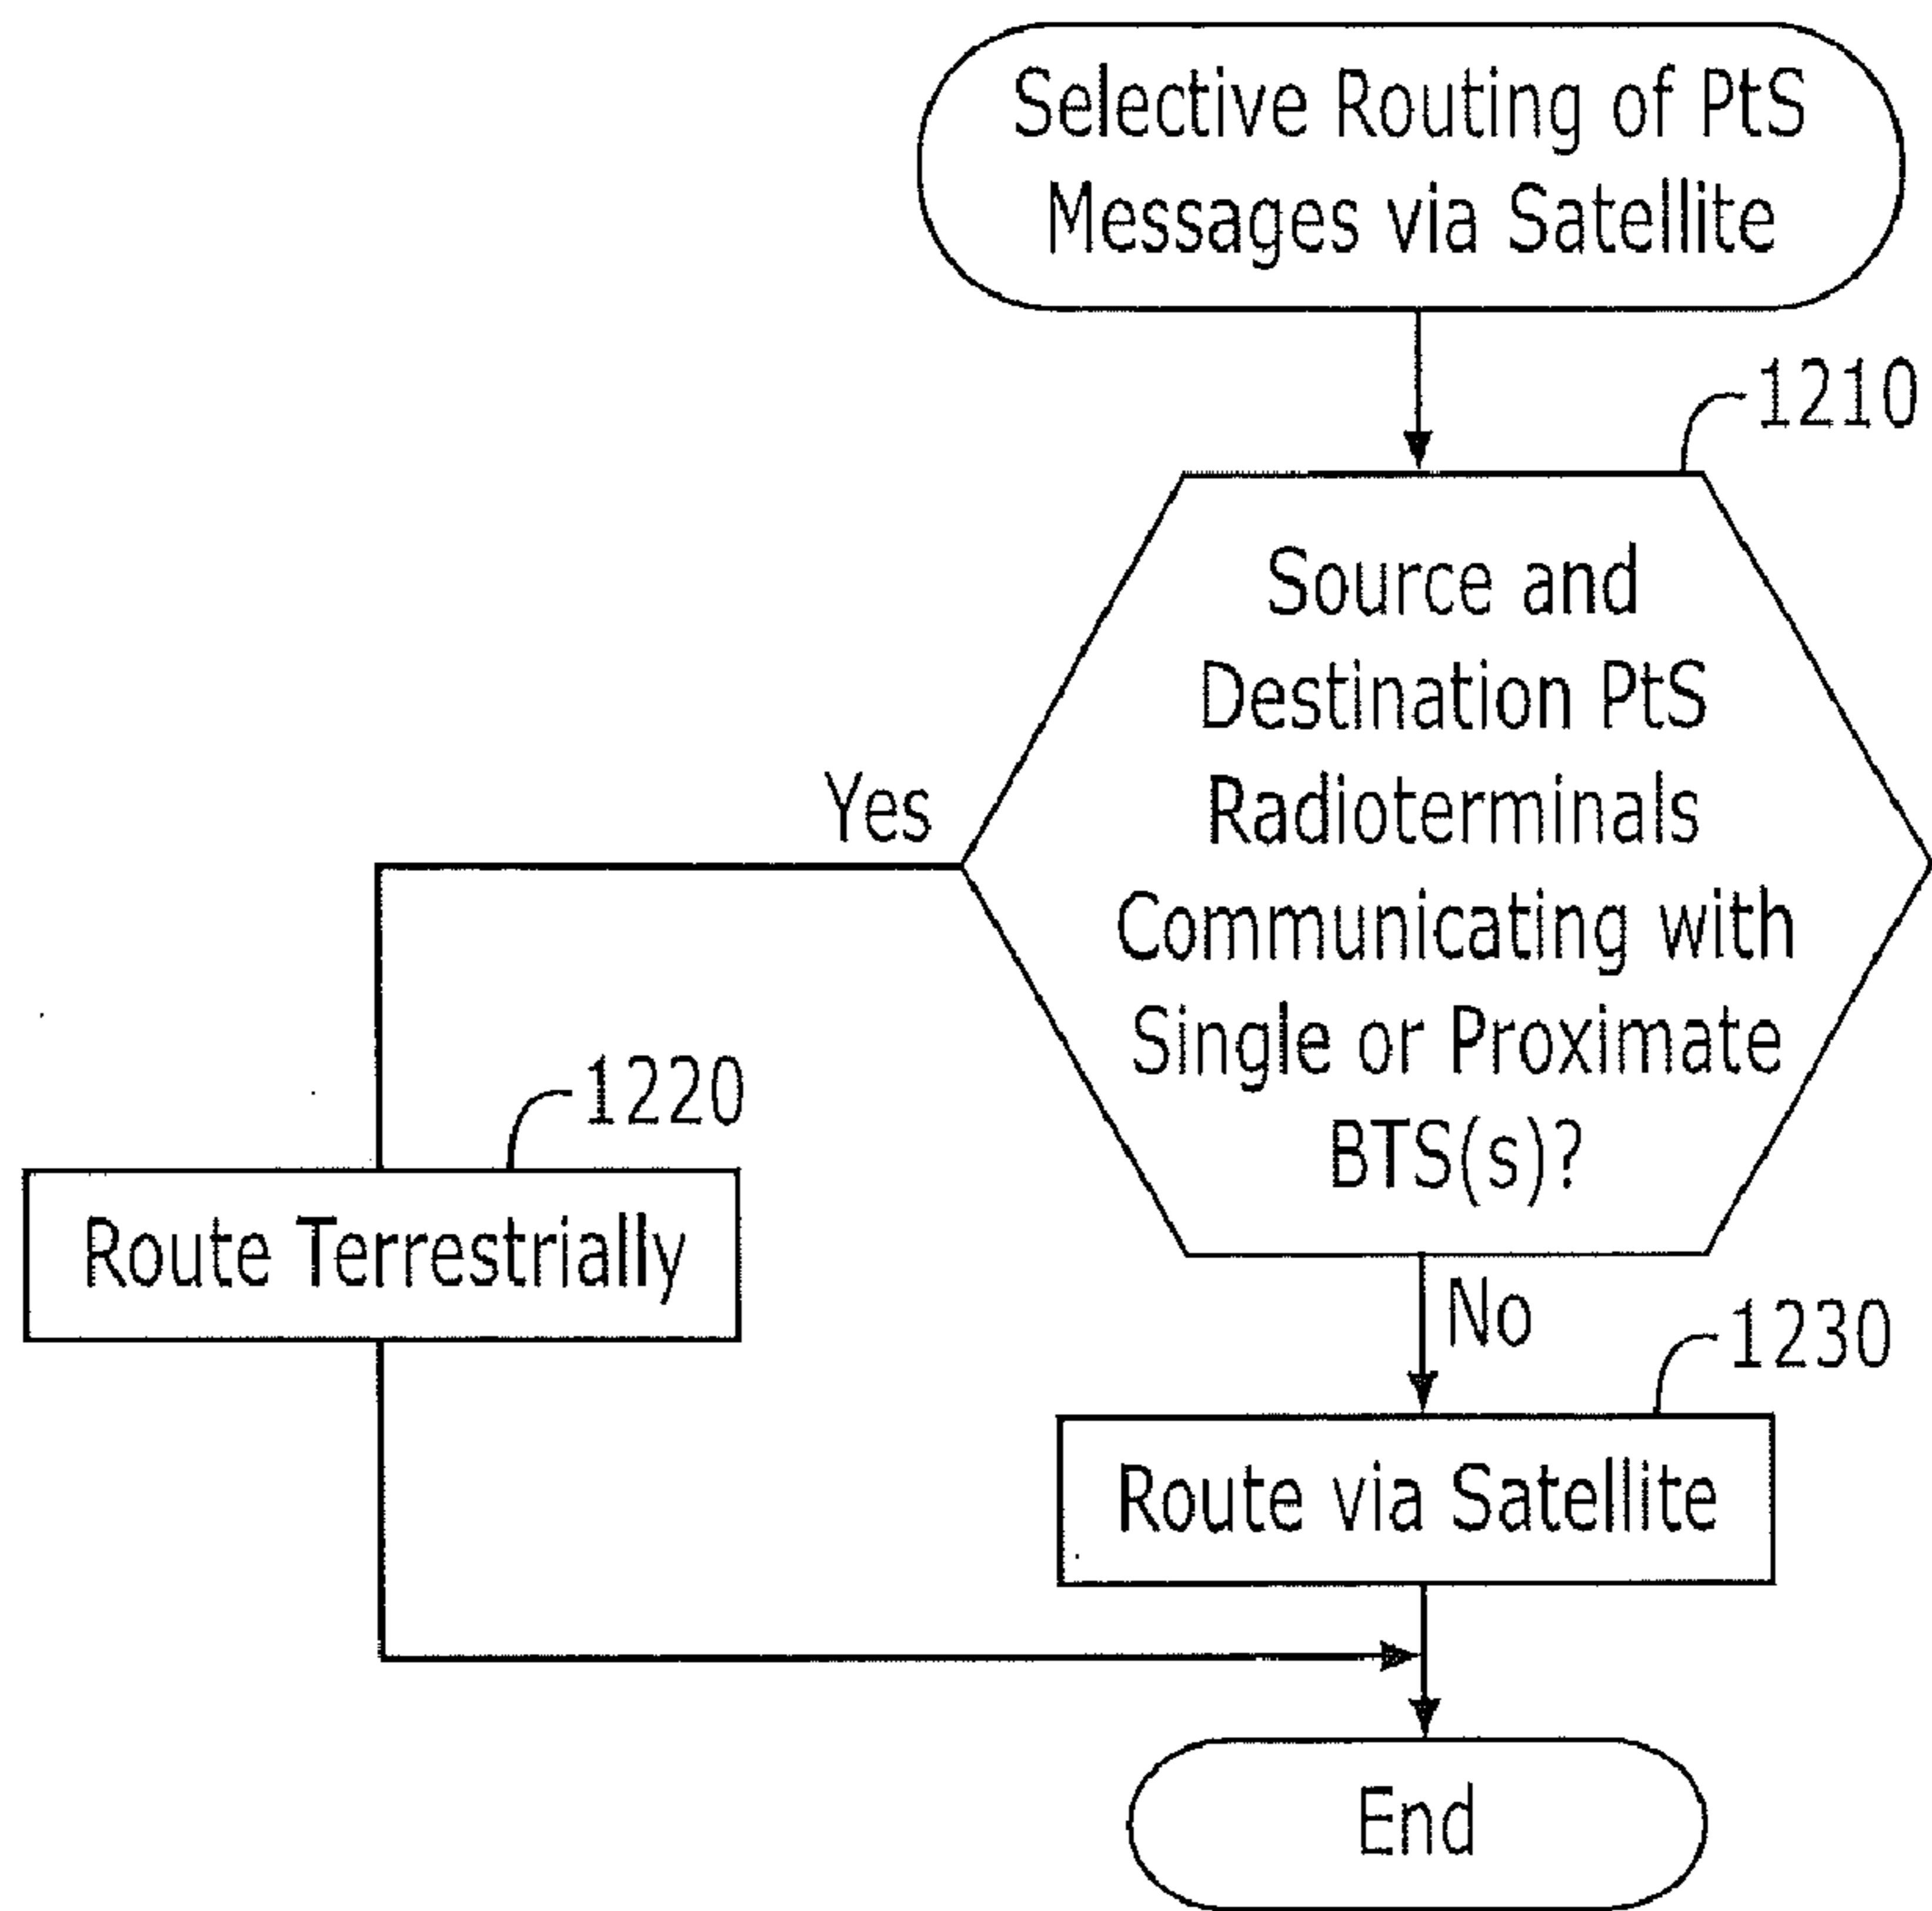 Selective Routing of PtS
Messages via Satellite
1210
Source and
Destination PtS
Radioterminals
Communicating with
Single or Proximate
BTS(s)?
Yes
1220
Route Terrestrially
No
1230
Route via Satellite
End